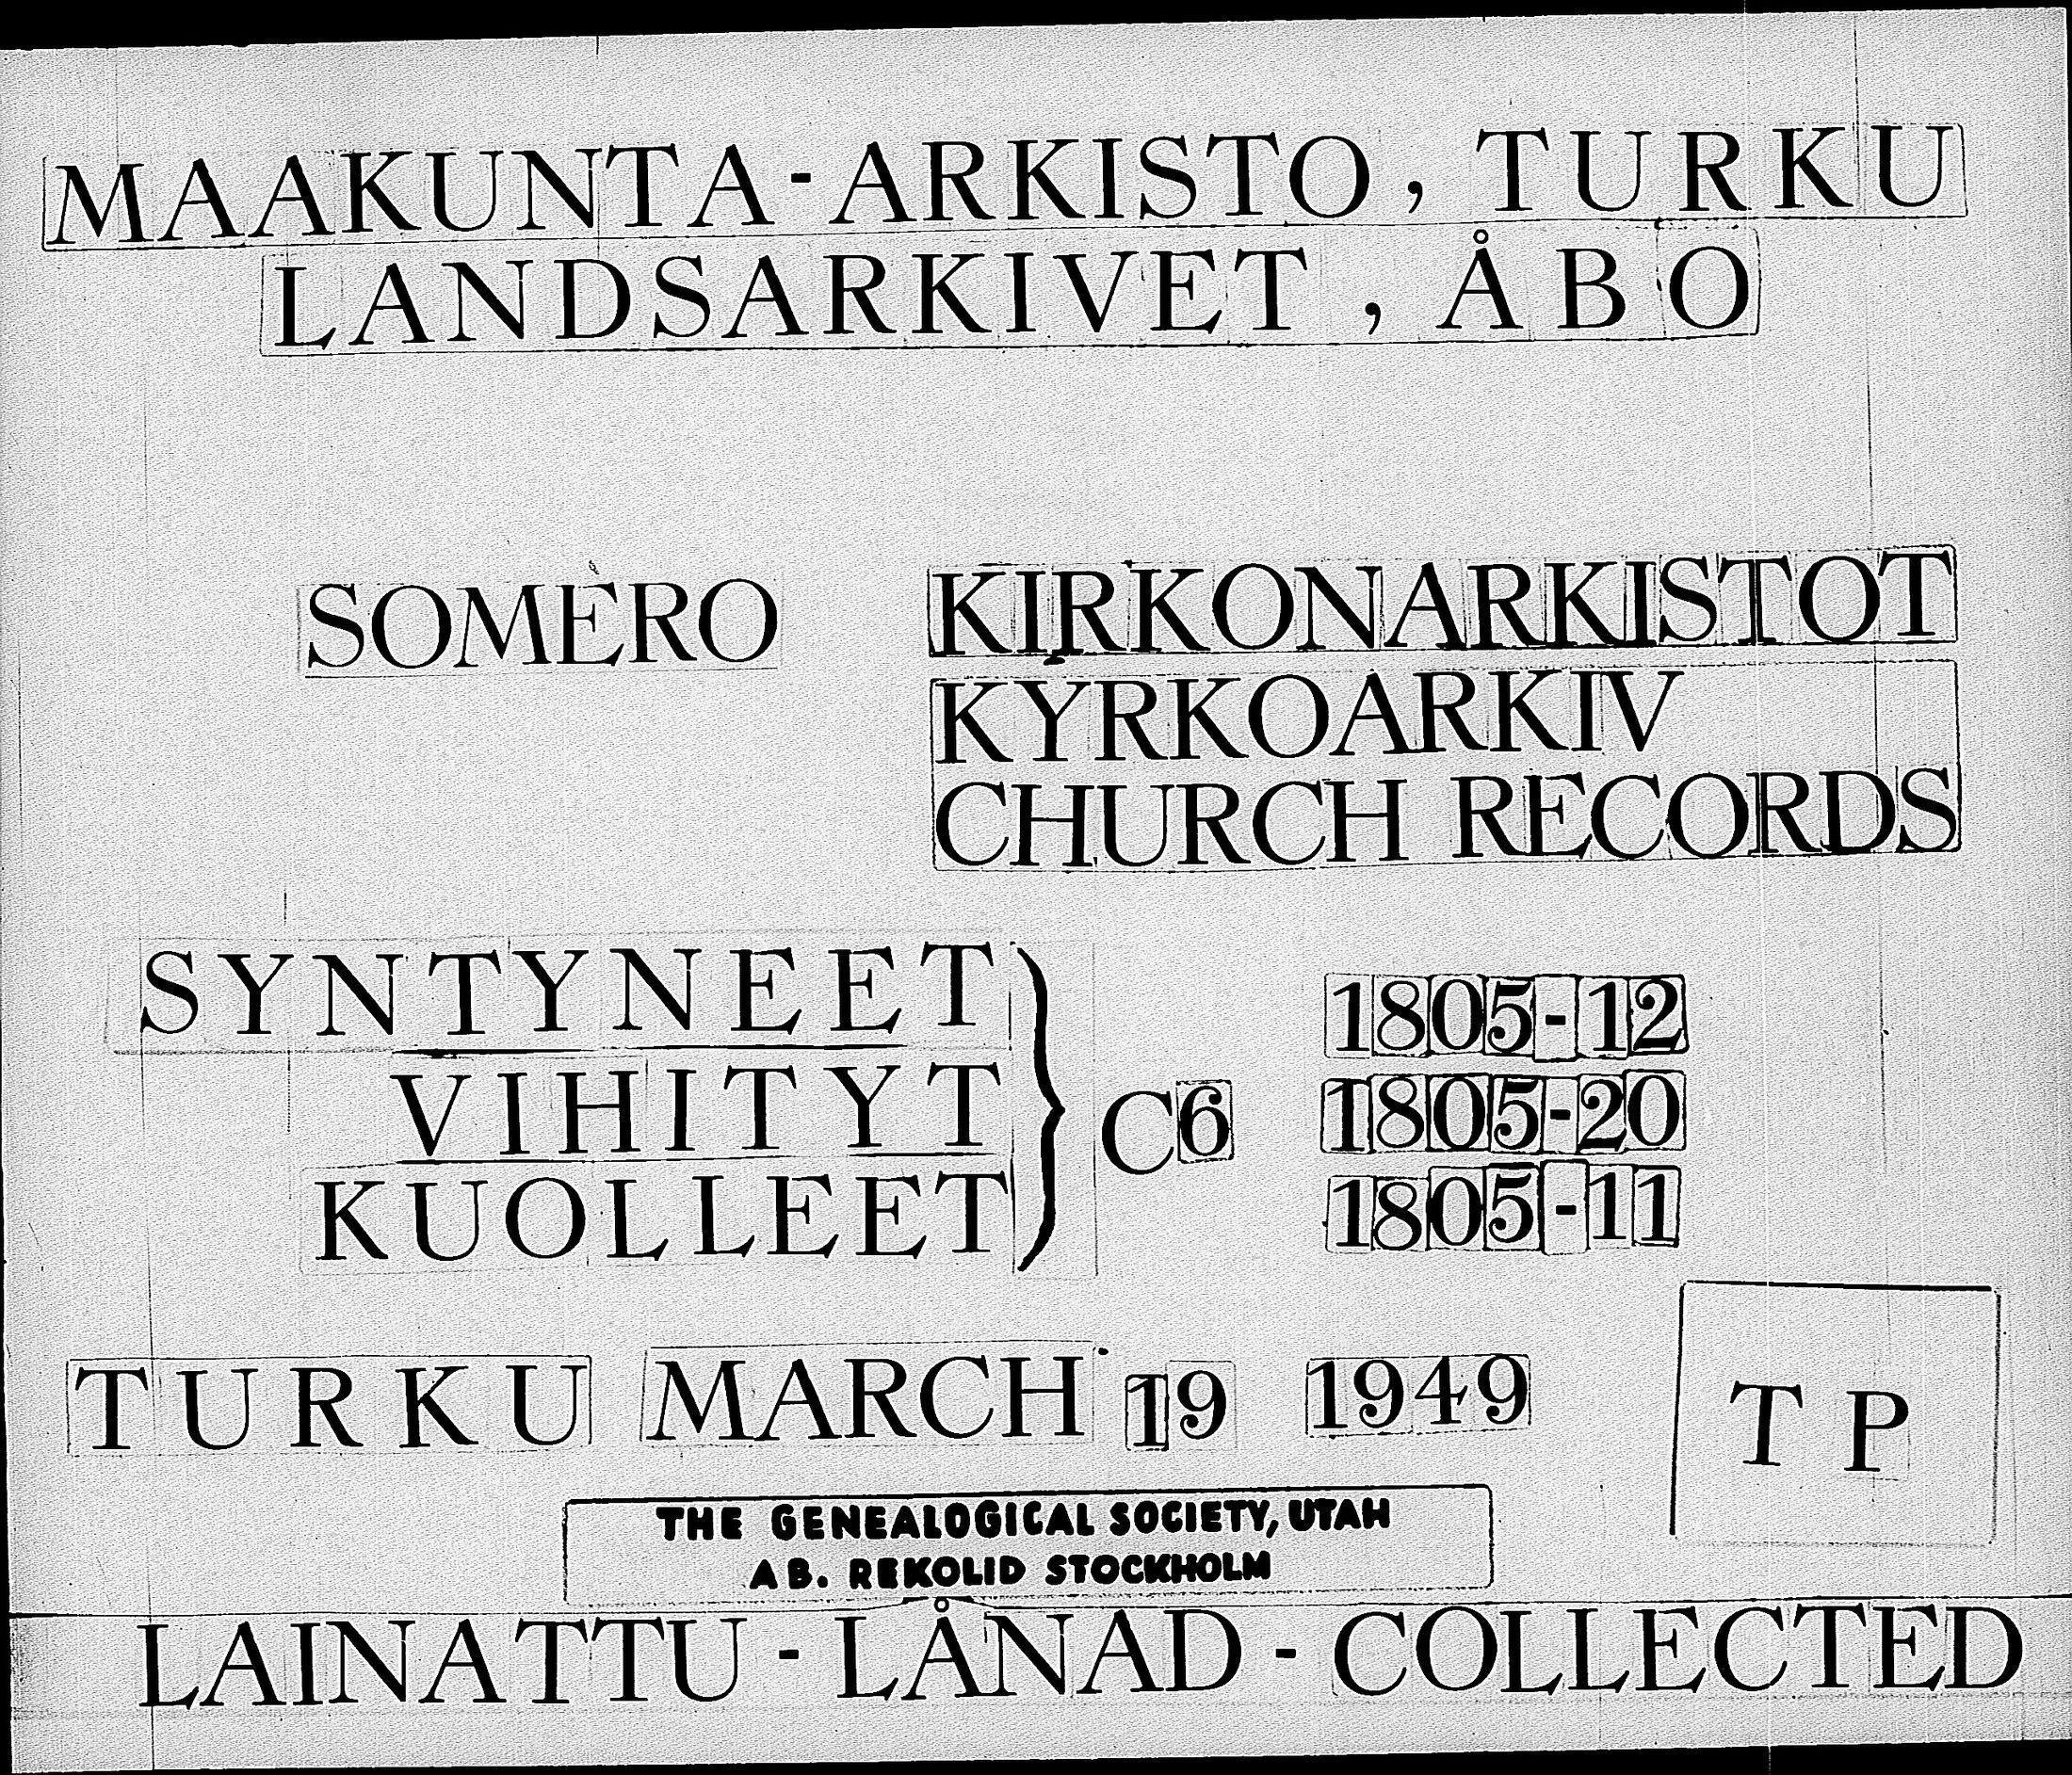 MAAKUNTA-ARKISTO, TURKU
LANDSARKIVET, ÅBO
SOMERO
KIRKONARKISTOT
KYRKOARKIV
CHURCH RECORDS
SYNTYNEET 1805-12
VIHITYT } C6 1805-20
KUOLLEET 1805-11
TURKU MARCH 19 1949
TP
THE GENEALOGICAL SOCIETY, UTAH
AB. REKOLID STOCKHOLM
LAINATTU - LÅNAD - COLLECTED